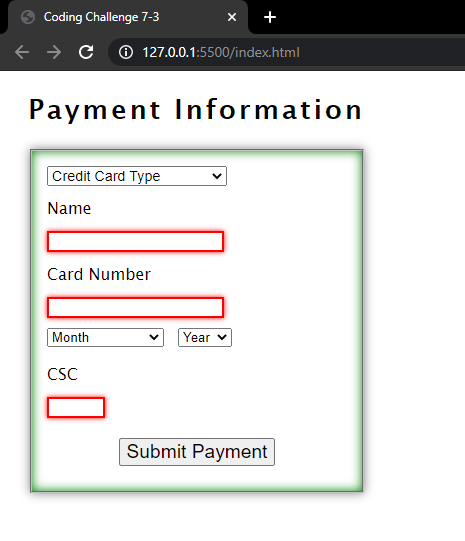 Coding Challenge 7-3
127.0.0.1:5500/index.html
Payment Information
Credit Card Type
Name
Card Number
Month Year
CSC
Submit Payment